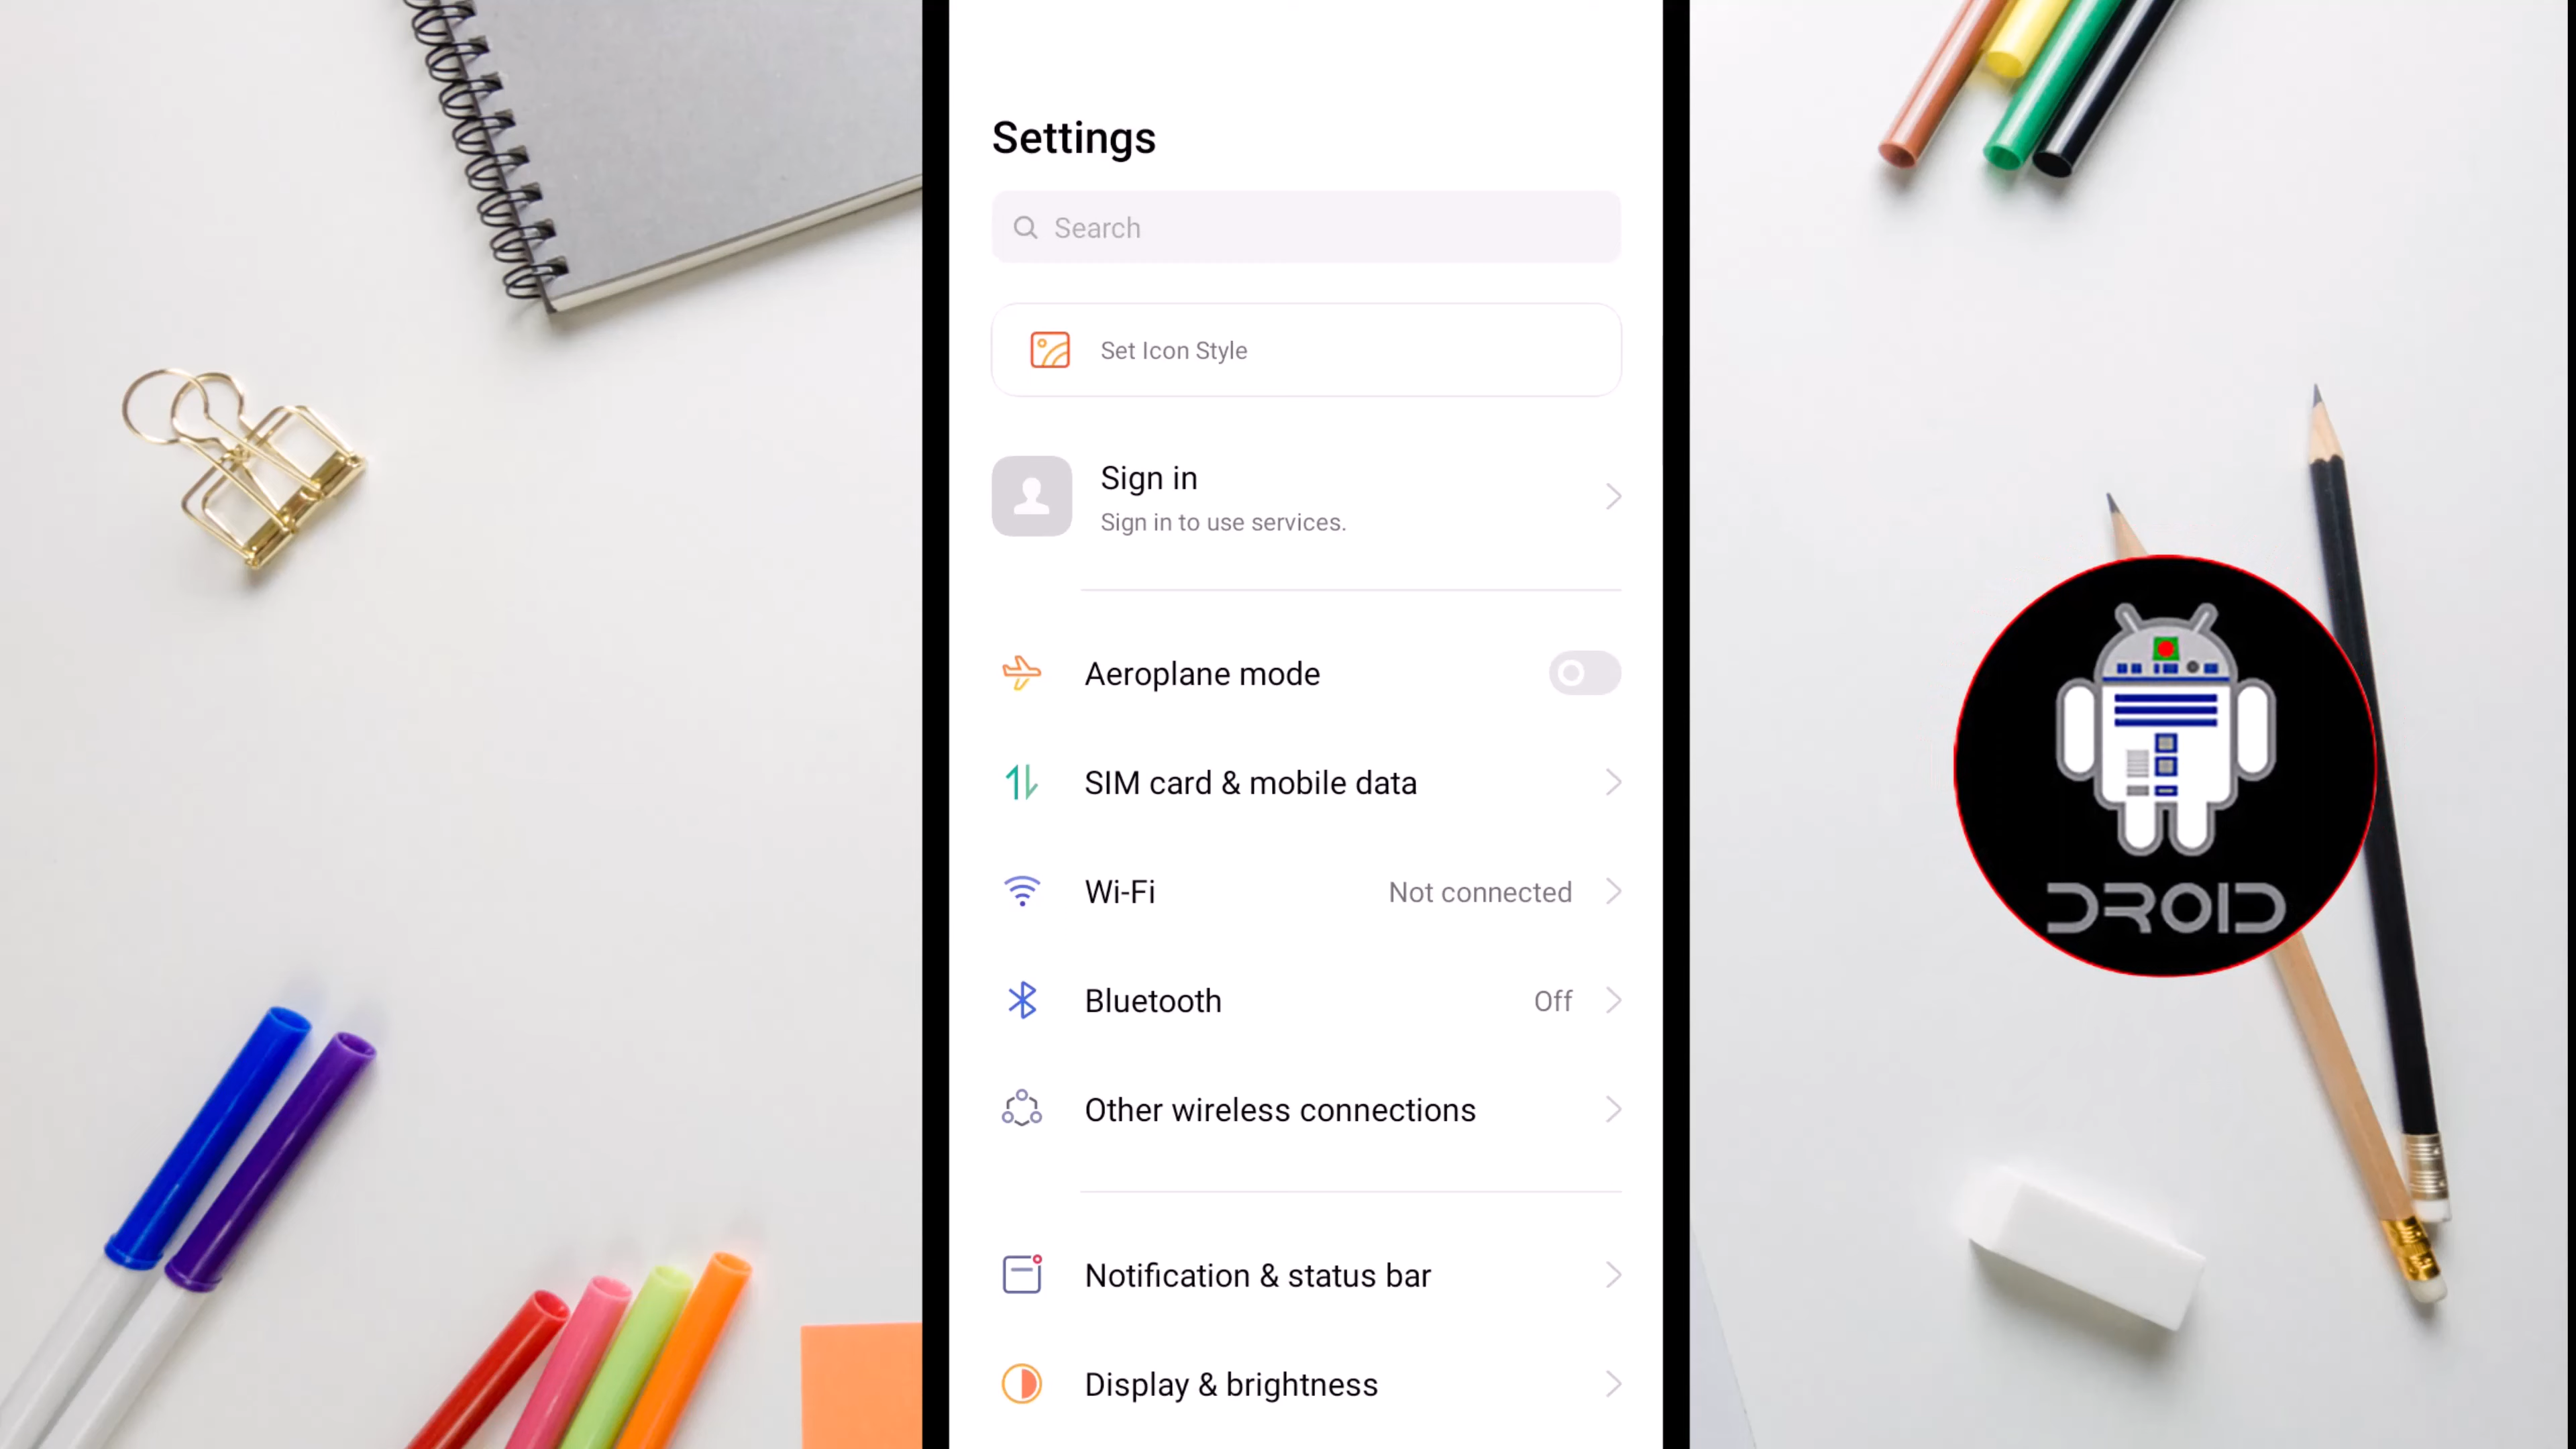 Settings
Search
Set Icon Style
Sign in
Sign in to use services.
Aeroplane mode
SIM card & mobile data
Wi-Fi Not connected
Bluetooth Off
Other wireless connections
Notification & status bar
Display & brightness
DROID